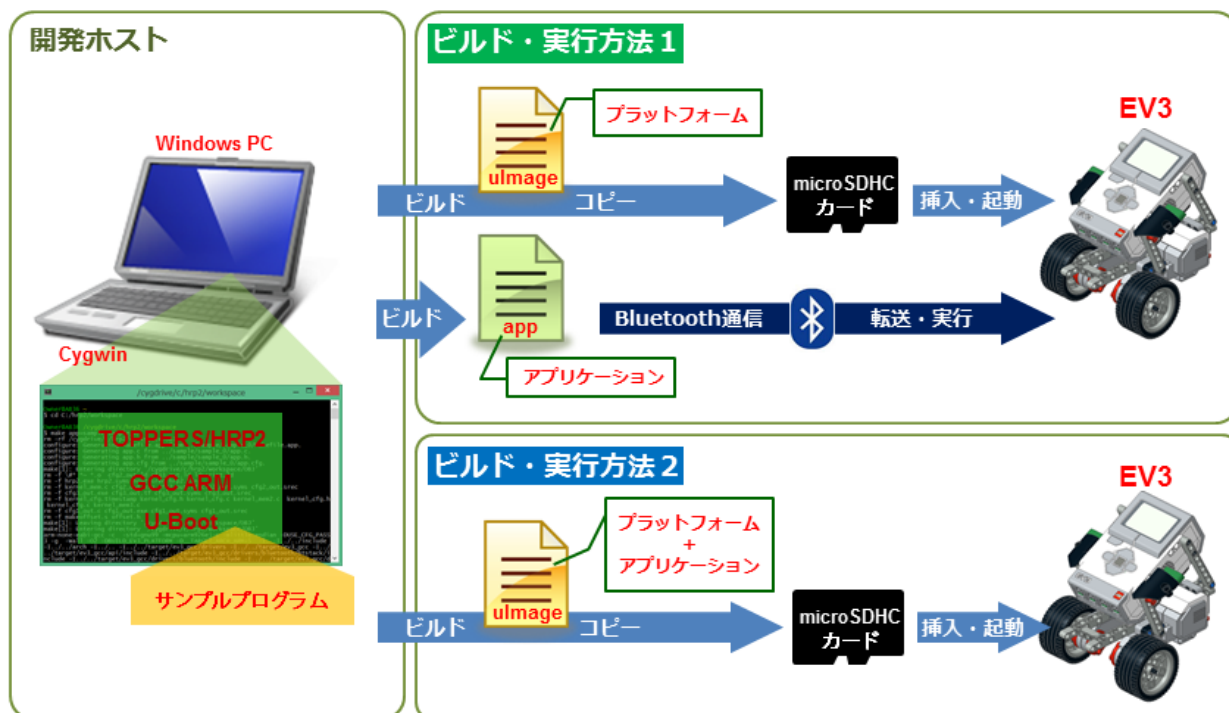 開発ホスト
Windows PC
Cygwin
/cygdrive/c/hrp2/workspace
$ cd C:/hrp2/workspace
TOPPERS/HRP2
GCC ARM
U-Boot
サンプルプログラム
ビルド・実行方法1
プラットフォーム
uImage
ビルド
コピー
microSDHC
カード
挿入・起動
EV3
ビルド
app
アプリケーション
Bluetooth通信
転送・実行
ビルド・実行方法2
プラットフォーム
+
アプリケーション
uImage
ビルド
コピー
microSDHC
カード
挿入・起動
EV3